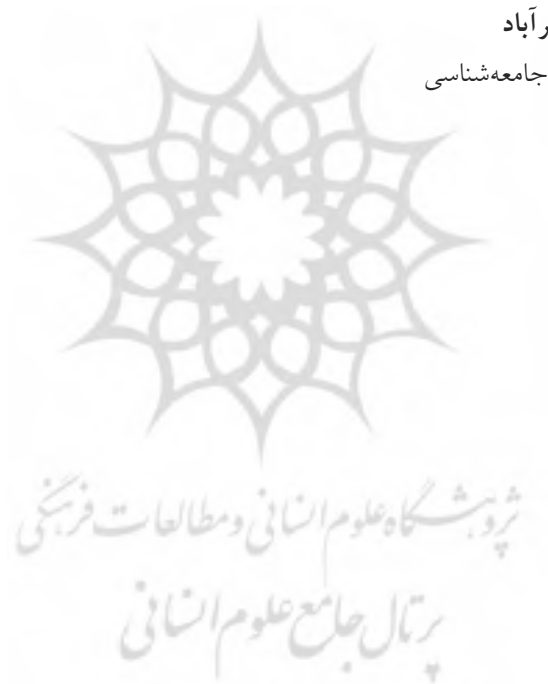 رآباد
جامعه‌شناسی
پژوهشگاه علوم انسانی و مطالعات فرهنگی
پرتال جامع علوم انسانی